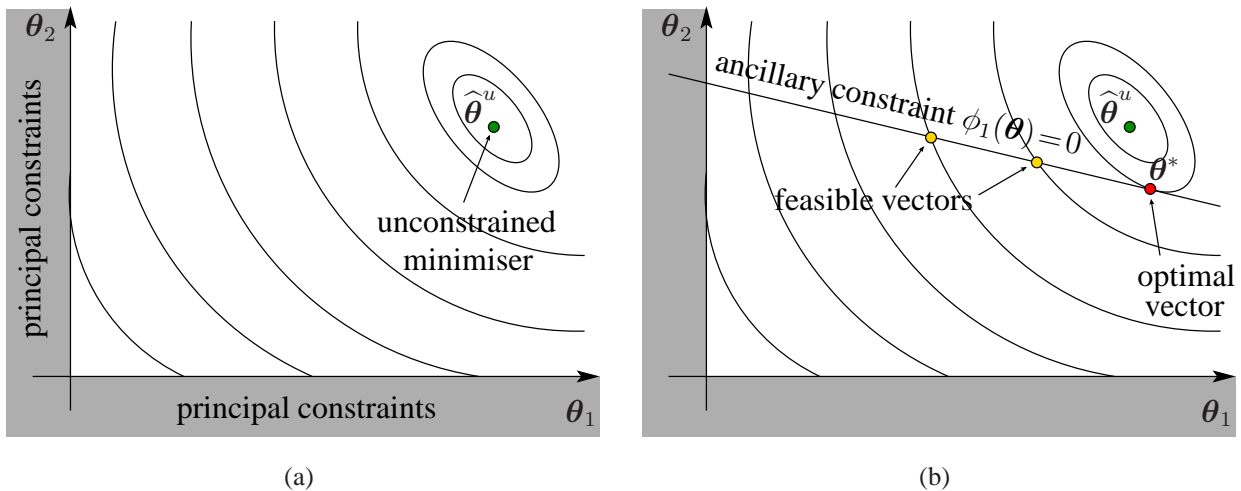 θ₂
principal constraints
θ̂ᵘ
unconstrained
minimiser
principal constraints
θ₁
(a)
θ₂
ancillary constraint ϕ₁(θ)=0
θ̂ᵘ
θ*
feasible vectors
optimal
vector
θ₁
(b)